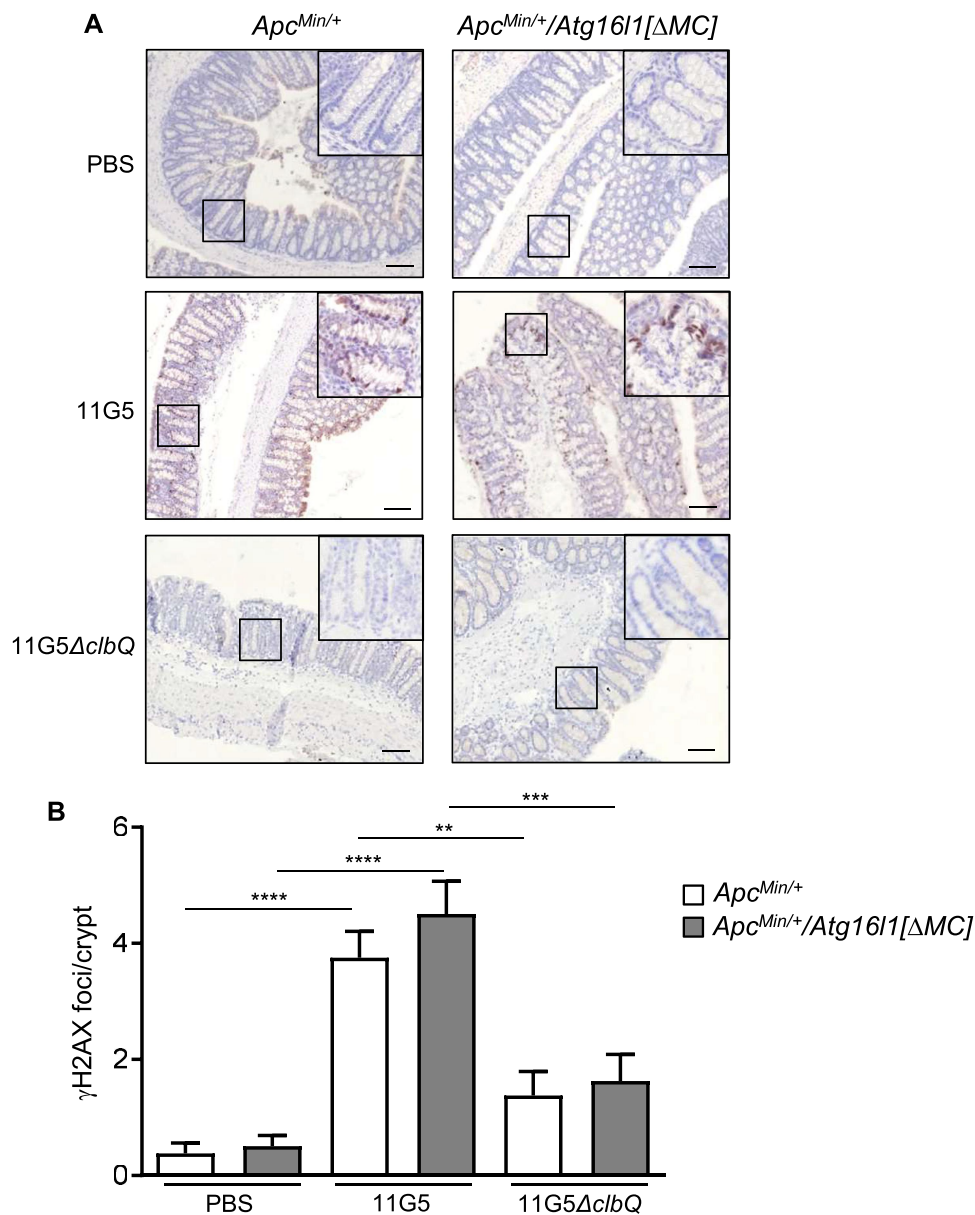 A
Apc^Min/+
Apc^Min/+/Atg16l1[ΔMC]
PBS
11G5
11G5ΔclbQ
B
***
**
****
****
6
4
2
0
γH2AX foci/crypt
PBS
11G5
11G5ΔclbQ
Apc^Min/+
Apc^Min/+/Atg16l1[ΔMC]